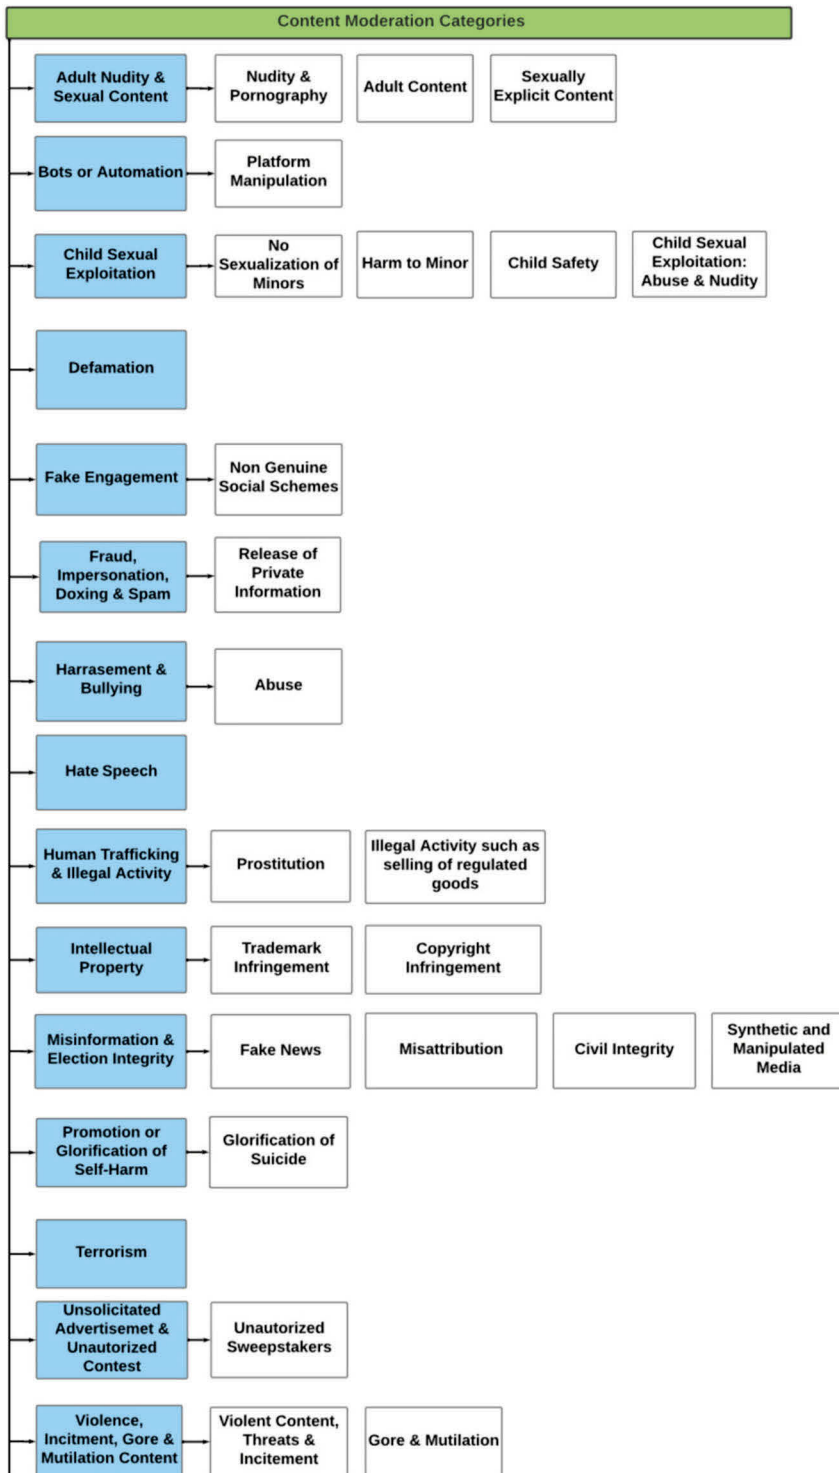 Content Moderation Categories
Adult Nudity &
Sexual Content
Nudity &
Pornography
Adult Content
Sexually
Explicit Content
Bots or Automation
Platform
Manipulation
Child Sexual
Exploitation
No
Sexualization of
Minors
Harm to Minor
Child Safety
Child Sexual
Exploitation:
Abuse & Nudity
Defamation
Fake Engagement
Non Genuine
Social Schemes
Fraud,
Impersonation,
Doxing & Spam
Release of
Private
Information
Harrasement &
Bullying
Abuse
Hate Speech
Human Trafficking
& Illegal Activity
Prostitution
Illegal Activity such as
selling of regulated
goods
Intellectual
Property
Trademark
Infringement
Copyright
Infringement
Misinformation &
Election Integrity
Fake News
Misattribution
Civil Integrity
Synthetic and
Manipulated
Media
Promotion or
Glorification of
Self-Harm
Glorification of
Suicide
Terrorism
Unsolicitated
Advertisemet &
Unautorized
Contest
Unautorized
Sweepstakers
Violence,
Incitment, Gore &
Mutilation Content
Violent Content,
Threats &
Incitement
Gore & Mutilation